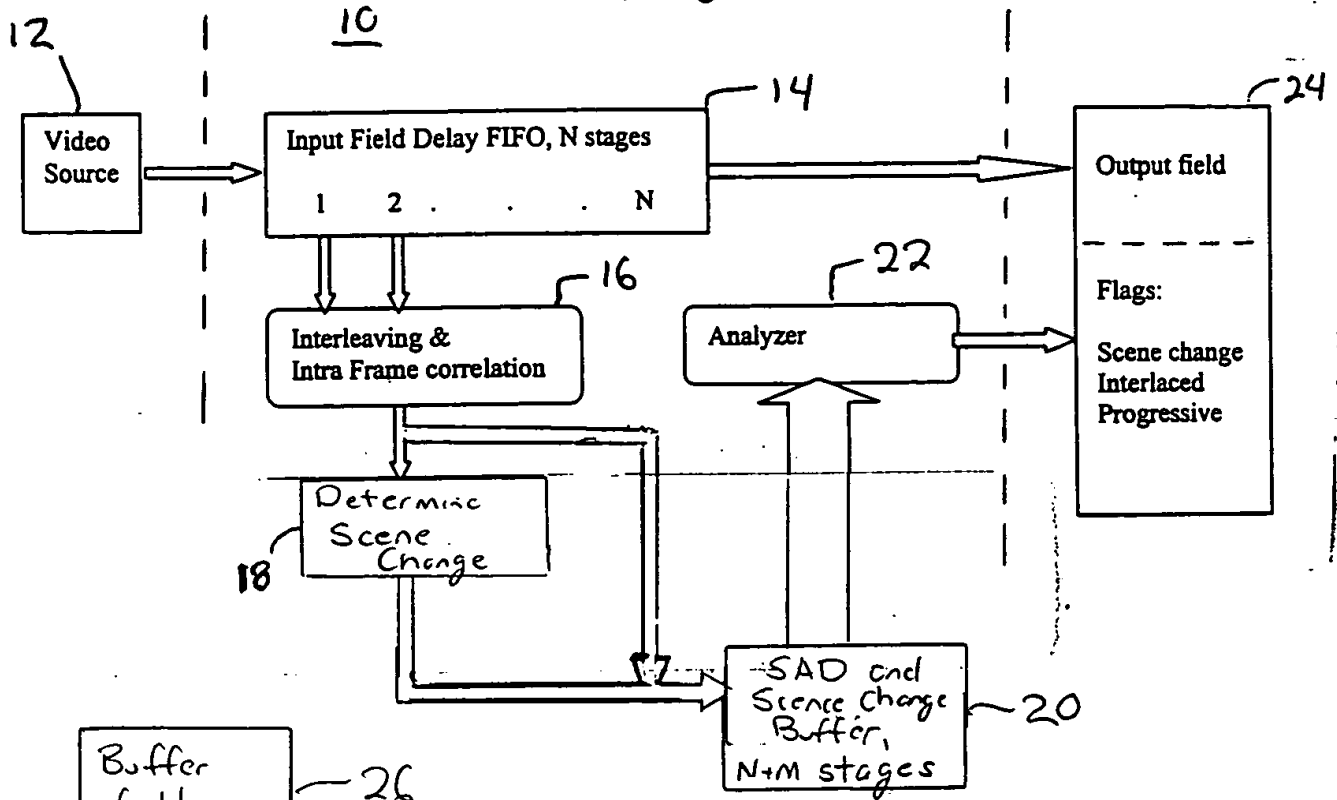 10
12
Video
Source
14
Input Field Delay FIFO, N stages
1 2 . . . N
24
Output field
Flags:
Scene change
Interlaced
Progressive
16
Interleaving &
Intra Frame correlation
22
Analyzer
18
Determine
Scene
Change
20
SAD and
Scence Change
Buffer,
N+M stages
Buffer
26